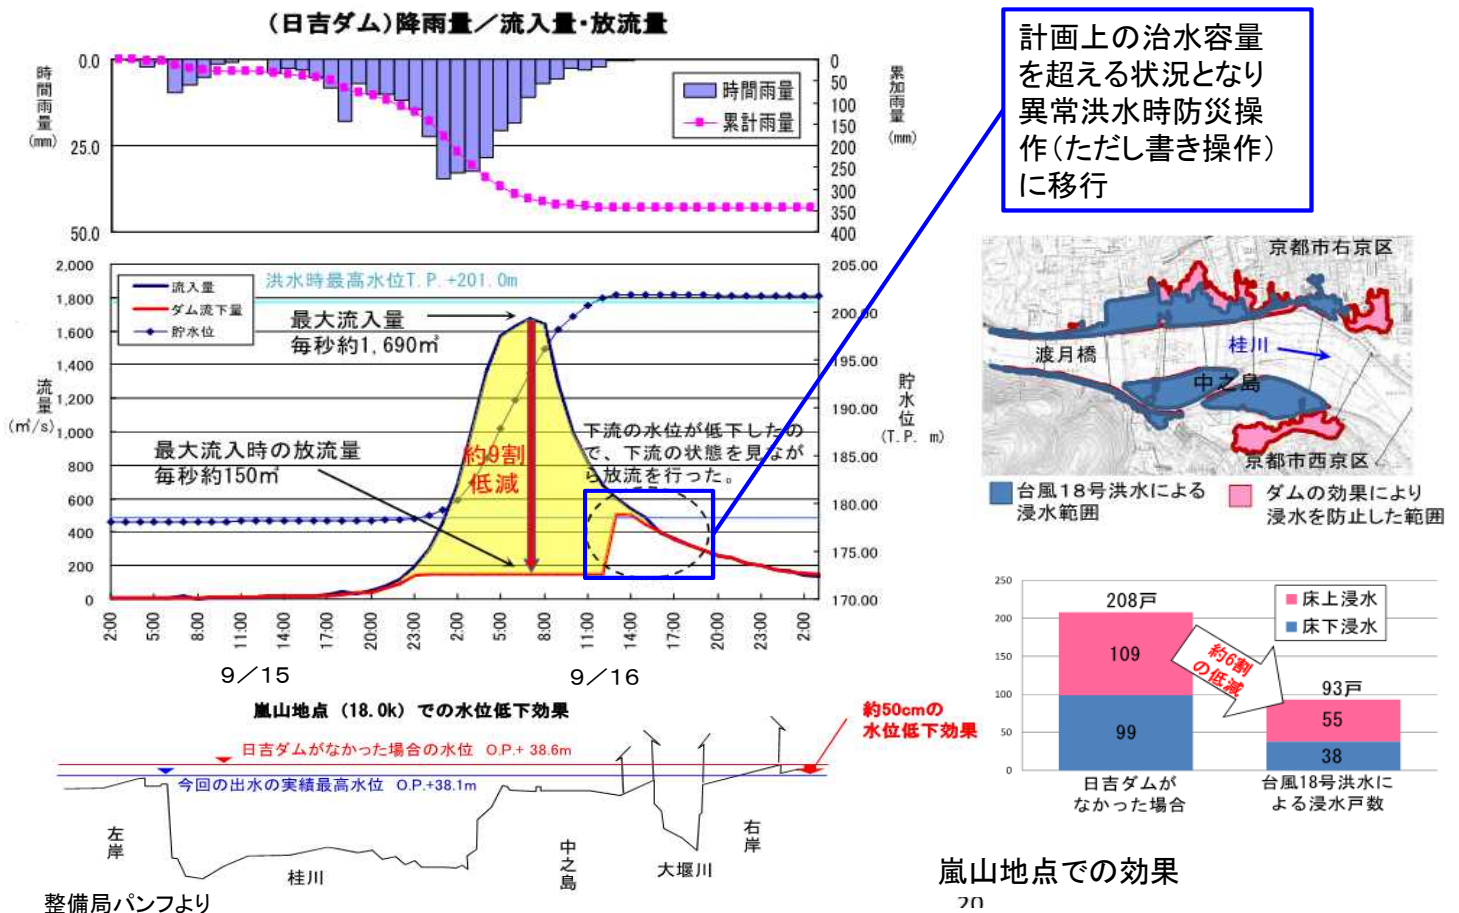 (日吉ダム)降雨量／流入量・放流量
時間雨量
(mm)
0.0
25.0
50.0
時間雨量
累計雨量
0
50
100
150
200
250
300
350
400
累加雨量
(mm)
計画上の治水容量
を超える状況となり
異常洪水時防災操
作(ただし書き操作)
に移行
流量
(㎥/s)
2,000
1,800
1,600
1,400
1,200
1,000
800
600
400
200
0
流入量
ダム流下量
貯水位
洪水時最高水位T.P.+201.0m
最大流入量
毎秒約1,690㎥
最大流入時の放流量
毎秒約150㎥
約9割
低減
下流の水位が低下したの
で、下流の状態を見なが
ら放流を行った。
205.00
200.00
195.00
190.00
185.00
180.00
175.00
170.00
貯水位
(T.P. m)
2:00
5:00
8:00
11:00
14:00
17:00
20:00
23:00
2:00
5:00
8:00
11:00
14:00
17:00
20:00
23:00
2:00
9／15
9／16
京都市右京区
渡月橋
桂川
中之島
京都市西京区
台風18号洪水による
浸水範囲
ダムの効果により
浸水を防止した範囲
250
200
150
100
50
0
208戸
109
99
約6割
の低減
93戸
55
38
床上浸水
床下浸水
日吉ダムが
なかった場合
台風18号洪水に
よる浸水戸数
嵐山地点での効果
嵐山地点（18.0k）での水位低下効果
日吉ダムがなかった場合の水位 O.P.+ 38.6m
今回の出水の実績最高水位 O.P.+38.1m
約50cmの
水位低下効果
左岸
桂川
中之島
大堰川
右岸
整備局パンフより
20